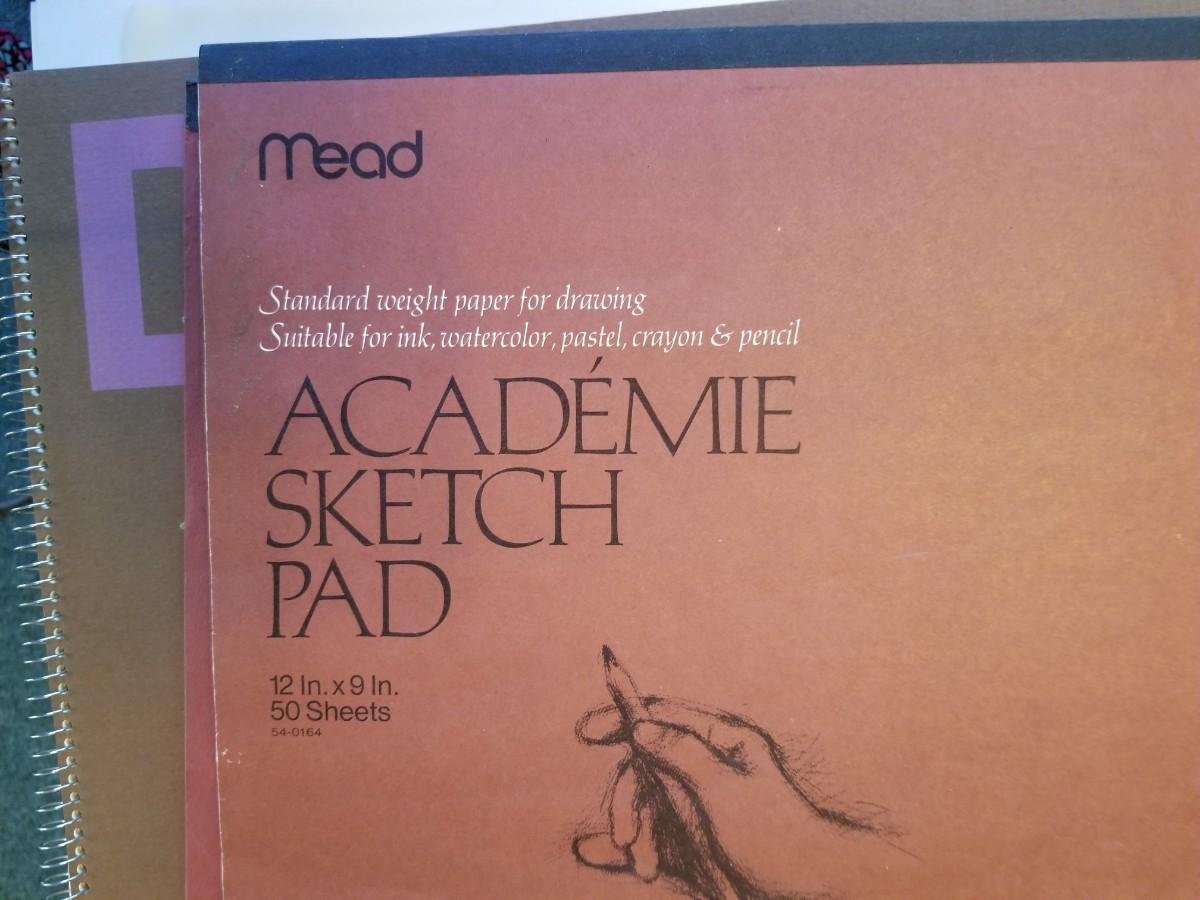 mead
Standard weight paper for drawing
Suitable for ink, watercolor, pastel, crayon & pencil
ACADÉMIE
SKETCH
PAD
12 In. x 9 In.
50 Sheets
54-0164